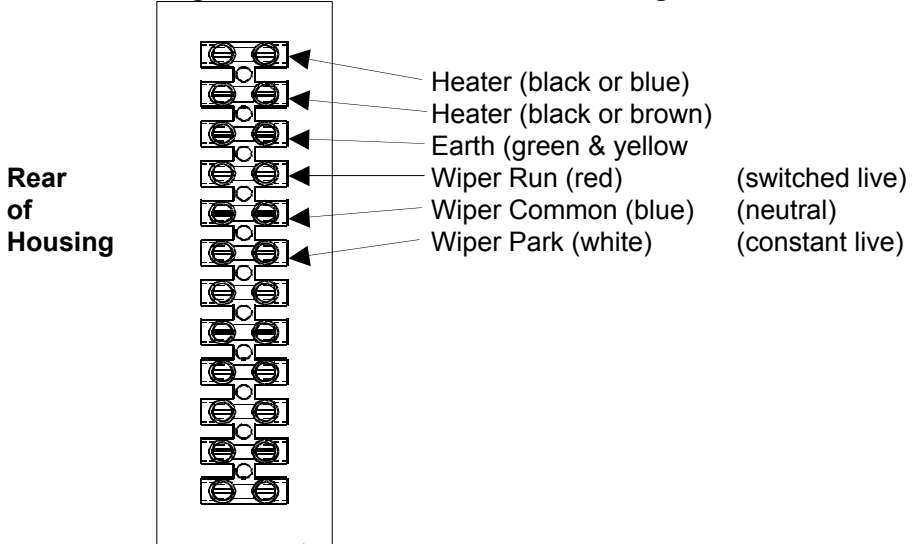 Heater (black or blue)
Heater (black or brown)
Earth (green & yellow
Rear Wiper Run (red) (switched live)
of Wiper Common (blue) (neutral)
Housing Wiper Park (white) (constant live)